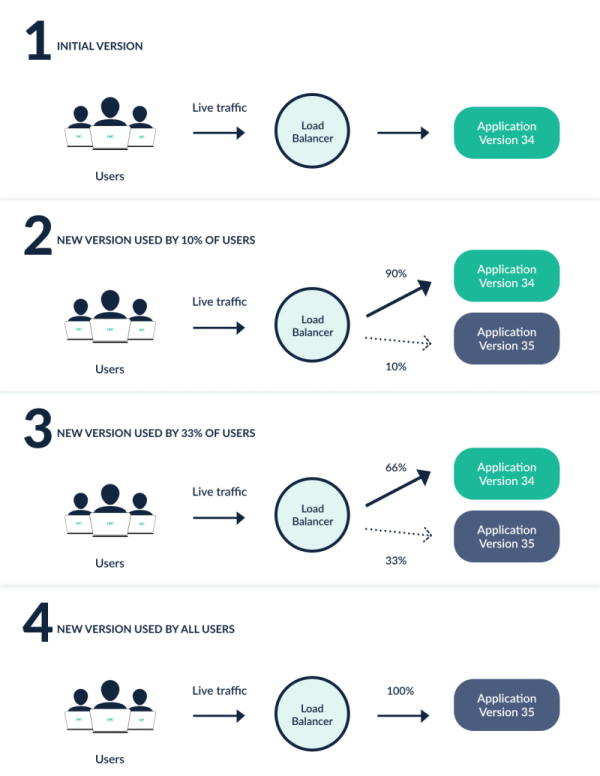 1 INITIAL VERSION
Live traffic
Load
Balancer
Application
Version 34
Users
2 NEW VERSION USED BY 10% OF USERS
90%
Application
Version 34
Live traffic
Load
Balancer
Application
Version 35
10%
Users
3 NEW VERSION USED BY 33% OF USERS
66%
Application
Version 34
Live traffic
Load
Balancer
Application
Version 35
33%
Users
4 NEW VERSION USED BY ALL USERS
Live traffic
100%
Load
Balancer
Application
Version 35
Users